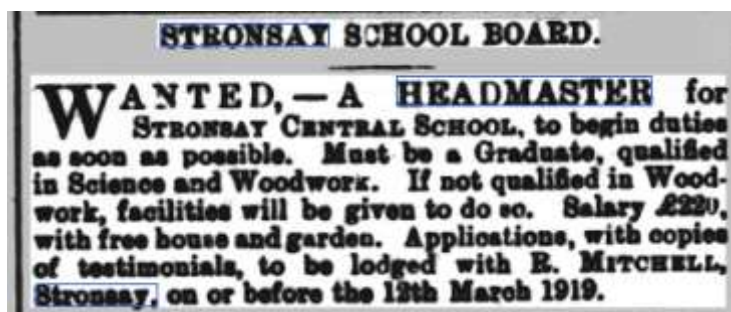 STRONSAY SCHOOL BOARD.
WANTED,—A HEADMASTER for
STRONSAY CENTRAL SCHOOL, to begin duties
as soon as possible. Must be a Graduate, qualified
in Science and Woodwork. If not qualified in Wood-
work, facilities will be given to do so. Salary £220,
with free house and garden. Applications, with copies
of testimonials, to be lodged with R. MITCHELL,
Stronsay, on or before the 12th March 1919.